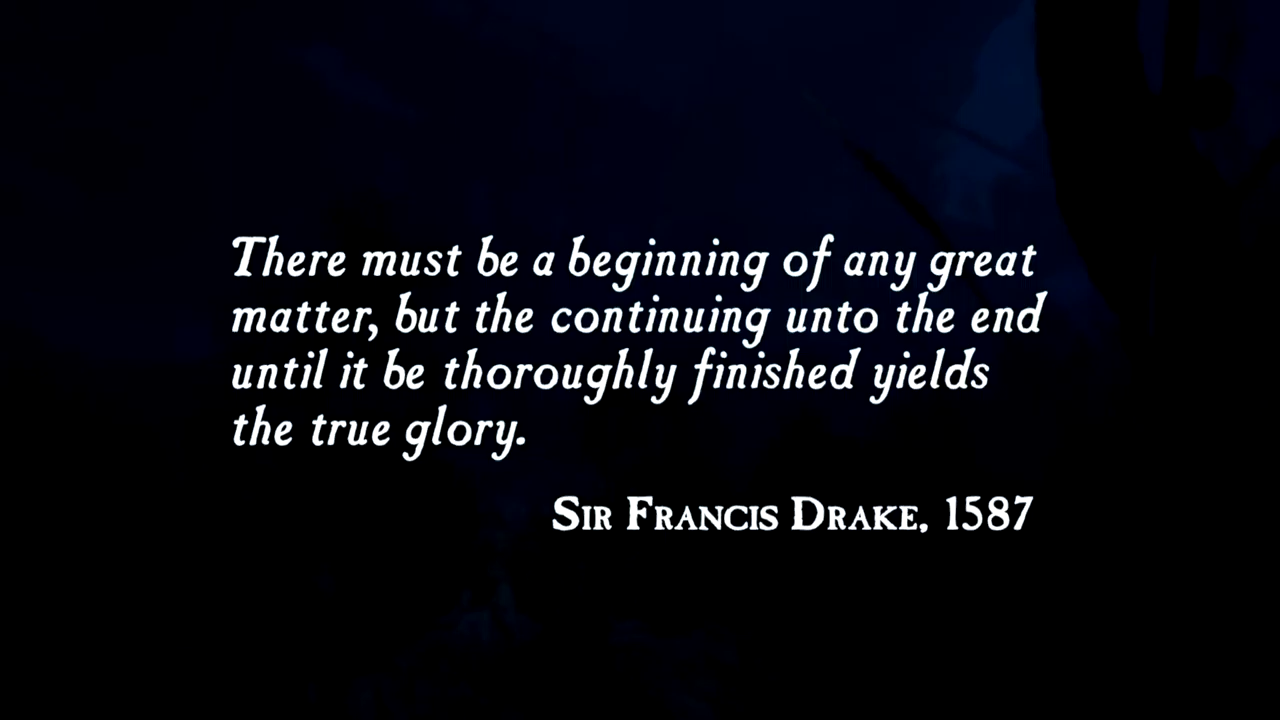 There must be a beginning of any great
matter, but the continuing unto the end
until it be thoroughly finished yields
the true glory.
Sir Francis Drake, 1587